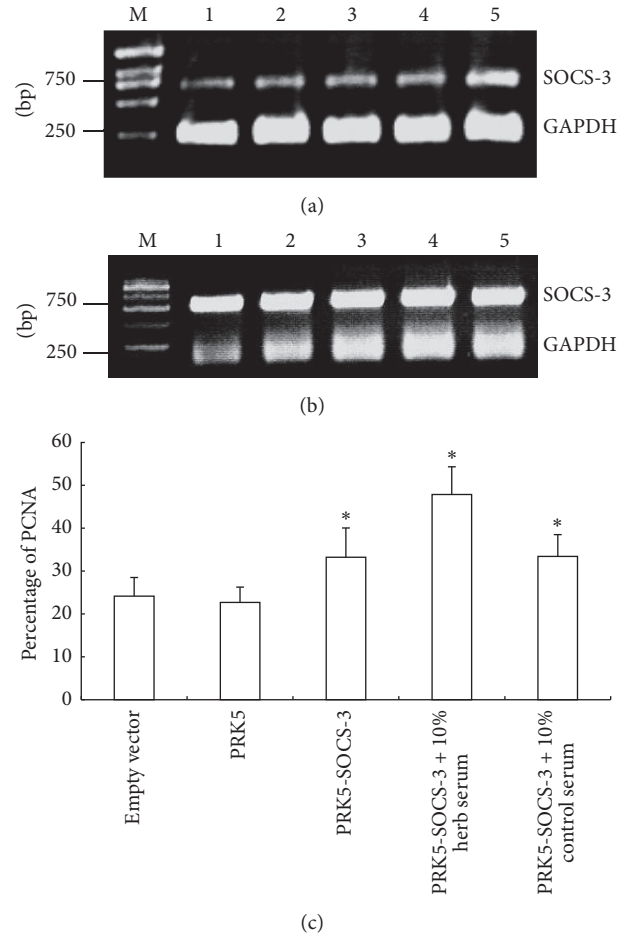 M 1 2 3 4 5
(bp)
750
250
SOCS-3
GAPDH
(a)
M 1 2 3 4 5
(bp)
750
250
SOCS-3
GAPDH
(b)
Percentage of PCNA
60
50
40
30
20
10
0
*
*
*
Empty vector
PRK5
PRK5-SOCS-3
PRK5-SOCS-3 + 10%
herb serum
PRK5-SOCS-3 + 10%
control serum
(c)